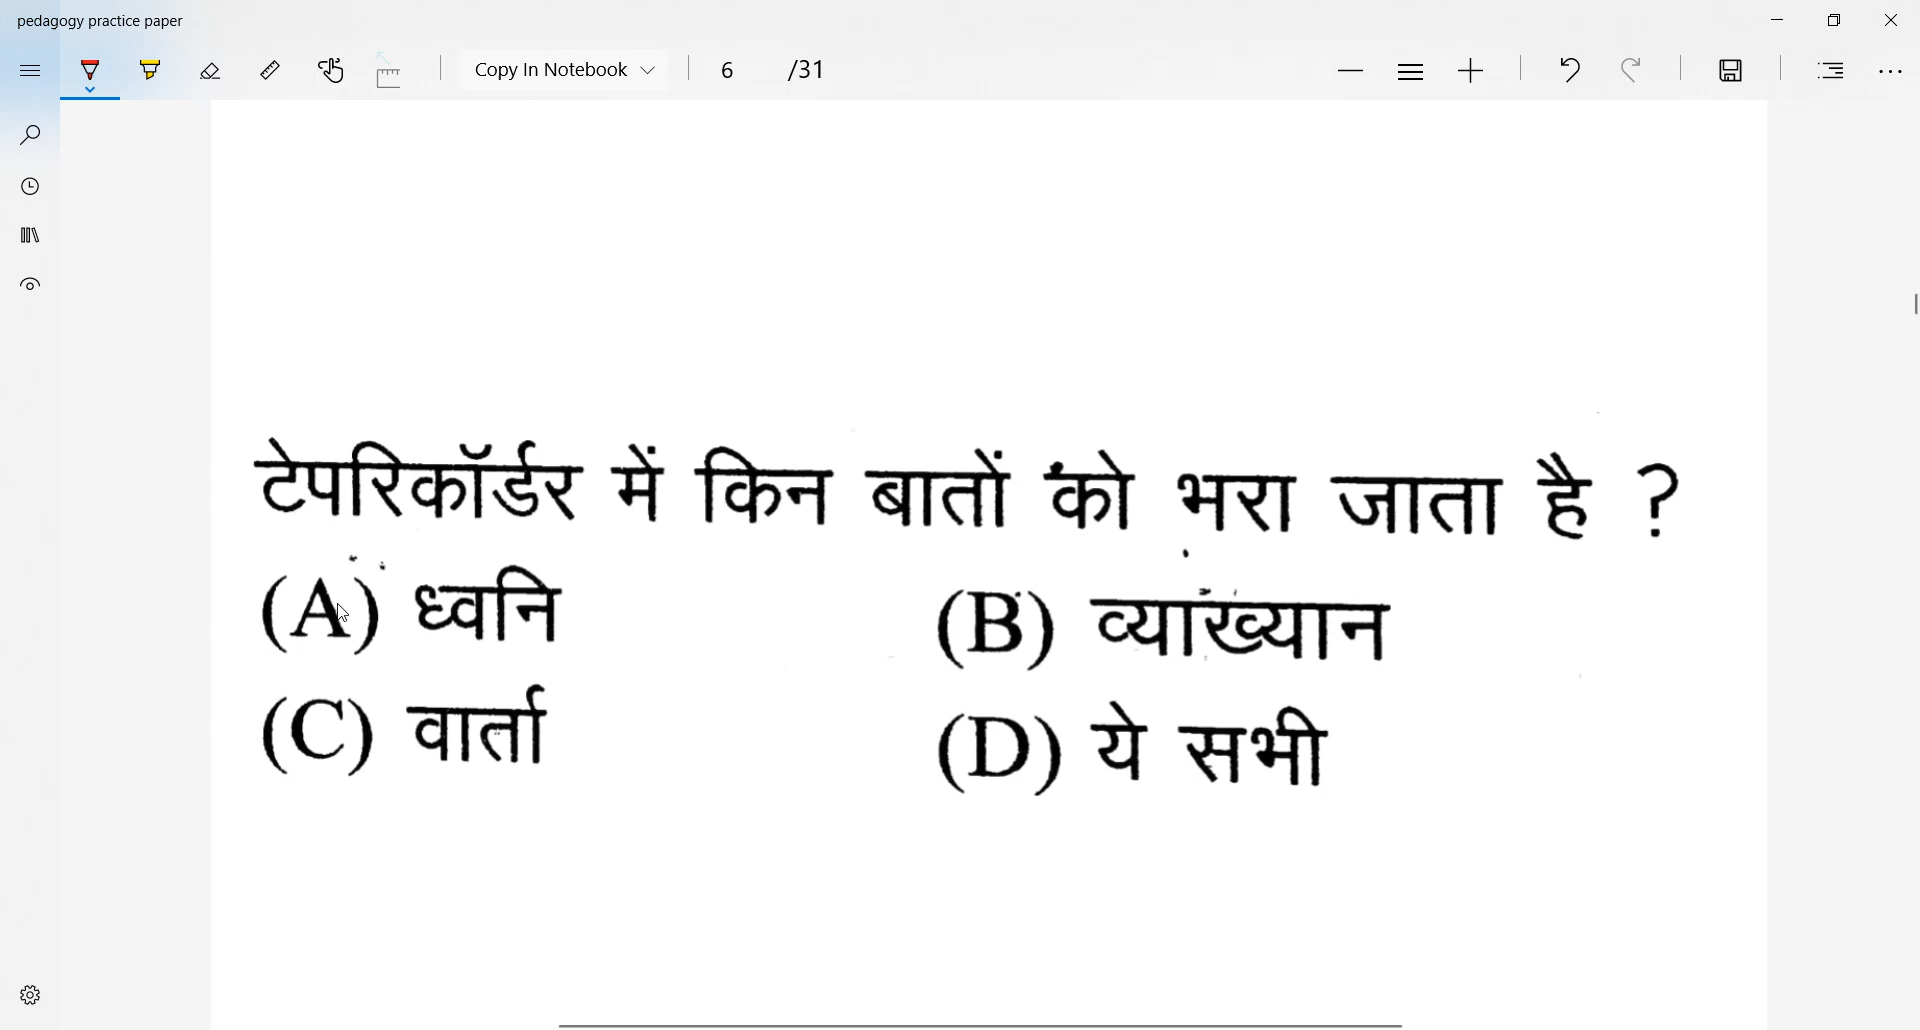 pedagogy practice paper
Copy In Notebook 6 /31
टेपरिकॉर्डर में किन बातों को भरा जाता है ?
(A) ध्वनि (B) व्याख्यान
(C) वार्ता (D) ये सभी